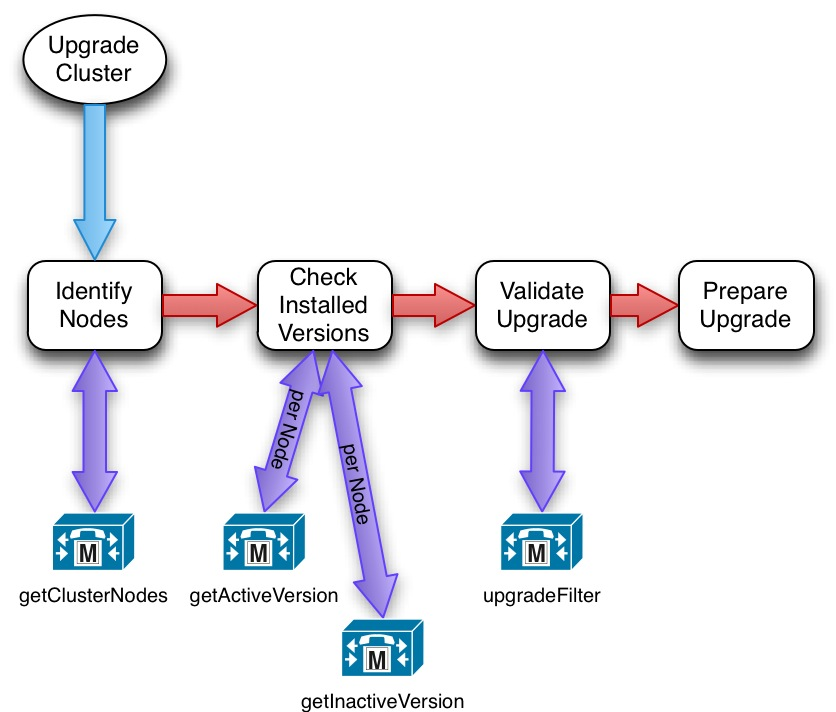 Upgrade
Cluster
Identify
Nodes
Check
Installed
Versions
Validate
Upgrade
Prepare
Upgrade
per Node
per Node
M
getClusterNodes
M
getActiveVersion
M
upgradeFilter
M
getInactiveVersion